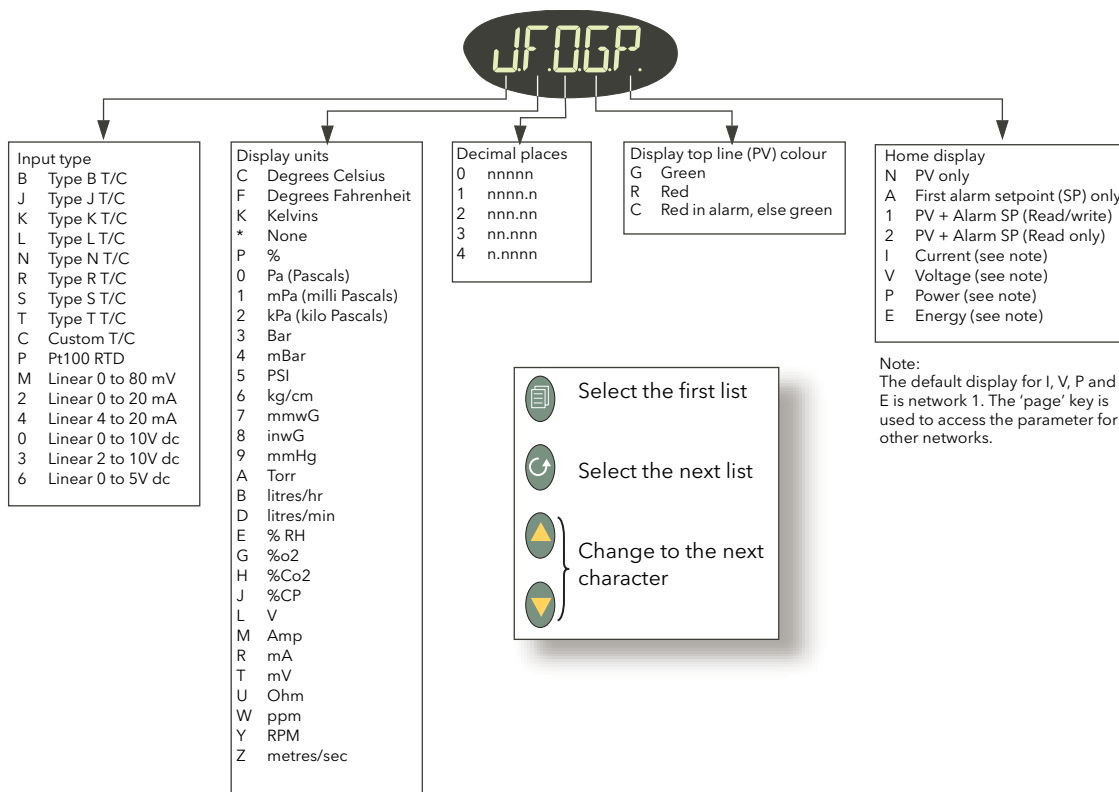 J.F.0.G.P.
Input type
B Type B T/C
J Type J T/C
K Type K T/C
L Type L T/C
N Type N T/C
R Type R T/C
S Type S T/C
T Type T T/C
C Custom T/C
P Pt100 RTD
M Linear 0 to 80 mV
2 Linear 0 to 20 mA
4 Linear 4 to 20 mA
0 Linear 0 to 10V dc
3 Linear 2 to 10V dc
6 Linear 0 to 5V dc
Display units
C Degrees Celsius
F Degrees Fahrenheit
K Kelvins
* None
P %
0 Pa (Pascals)
1 mPa (milli Pascals)
2 kPa (kilo Pascals)
3 Bar
4 mBar
5 PSI
6 kg/cm
7 mmwG
8 inwG
9 mmHg
A Torr
B litres/hr
D litres/min
E % RH
G %o2
H %Co2
J %CP
L V
M Amp
R mA
T mV
U Ohm
W ppm
Y RPM
Z metres/sec
Decimal places
0 nnnnn
1 nnnn.n
2 nnn.nn
3 nn.nnn
4 n.nnnn
Display top line (PV) colour
G Green
R Red
C Red in alarm, else green
Home display
N PV only
A First alarm setpoint (SP) only
1 PV + Alarm SP (Read/write)
2 PV + Alarm SP (Read only)
I Current (see note)
V Voltage (see note)
P Power (see note)
E Energy (see note)
Note:
The default display for I, V, P and
E is network 1. The ‘page’ key is
used to access the parameter for
other networks.
Select the first list
Select the next list
Change to the next
character